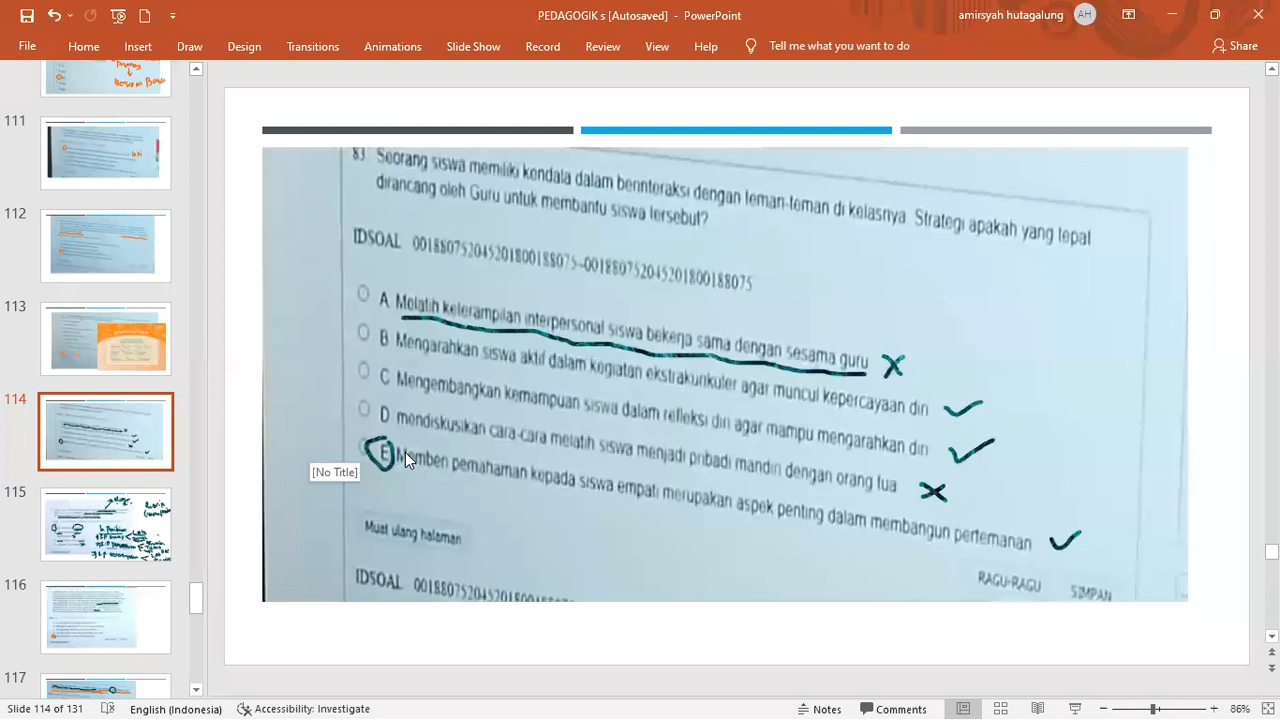 PEDAGOGIK s [Autosaved] - PowerPoint
amirsyah hutagalung AH
File Home Insert Draw Design Transitions Animations Slide Show Record Review View Help Tell me what you want to do Share
111
112
113
114
115
116
117
83. Seorang siswa memiliki kendala dalam berinteraksi dengan teman-teman di kelasnya. Strategi apakah yang tepat
dirancang oleh Guru untuk membantu siswa tersebut?
IDSOAL 001880752045201800188075~001880752045201800188075
A. Melatih keterampilan interpersonal siswa bekerja sama dengan sesama guru X
B. Mengarahkan siswa aktif dalam kegiatan ekstrakurikuler agar muncul kepercayaan diri ✓
C. Mengembangkan kemampuan siswa dalam refleksi diri agar mampu mengarahkan diri ✓
D. mendiskusikan cara-cara melatih siswa menjadi pribadi mandiri dengan orang tua X
E. Memberi pemahaman kepada siswa empati merupakan aspek penting dalam membangun pertemanan ✓
[No Title]
Muat ulang halaman
RAGU-RAGU SIMPAN
IDSOAL
Slide 114 of 131 English (Indonesia) Accessibility: Investigate Notes Comments 86%